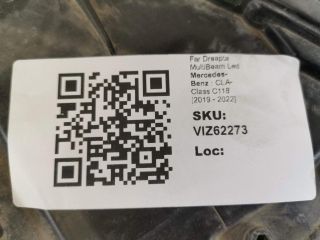 Far Dreapta
MultiBeam Led
Mercedes-
Benz : CLA-
Class C118
[2019 - 2022]
SKU:
VIZ62273
Loc: